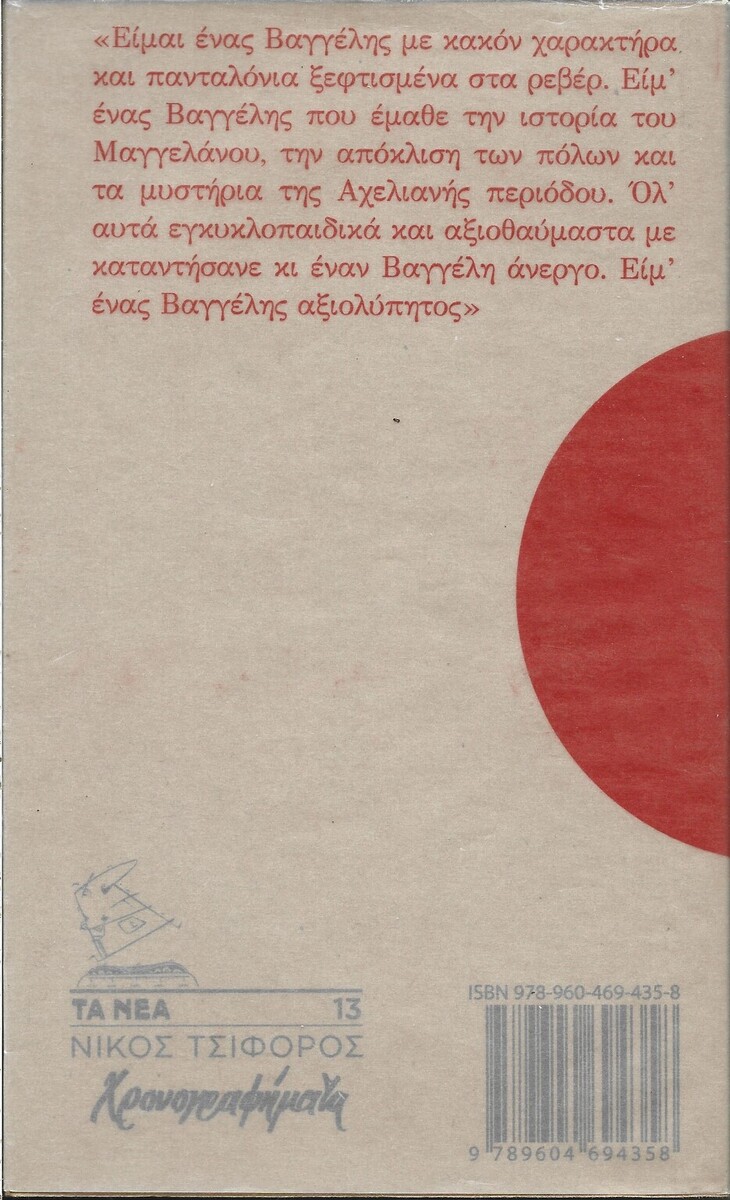 «Είμαι ένας Βαγγέλης με κακόν χαρακτήρα
και πανταλόνια ξεφτισμένα στα ρεβέρ. Είμ’
ένας Βαγγέλης που έμαθε την ιστορία του
Μαγγελάνου, την απόκλιση των πόλων και
τα μυστήρια της Αχελιανής περιόδου. Όλ’
αυτά εγκυκλοπαιδικά και αξιοθαύμαστα με
καταντήσανε κι έναν Βαγγέλη άνεργο. Είμ’
ένας Βαγγέλης αξιολύπητος»
ΤΑ ΝΕΑ 13
ΝΙΚΟΣ ΤΣΙΦΟΡΟΣ
Χρονογραφήματα
ISBN 978-960-469-435-8
9 789604 694358